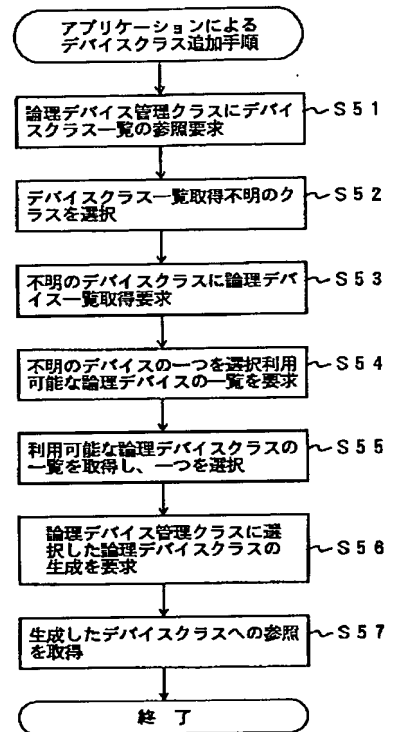 アプリケーションによる
デバイスクラス追加手順
論理デバイス管理クラスにデバイ
スクラス一覧の参照要求
S51
デバイスクラス一覧取得不明のク
ラスを選択
S52
不明のデバイスクラスに論理デバ
イス一覧取得要求
S53
不明のデバイスの一つを選択利用
可能な論理デバイスの一覧を要求
S54
利用可能な論理デバイスクラスの
一覧を取得し、一つを選択
S55
論理デバイス管理クラスに選
択した論理デバイスクラスの
生成を要求
S56
生成したデバイスクラスへの参照
を取得
S57
終了